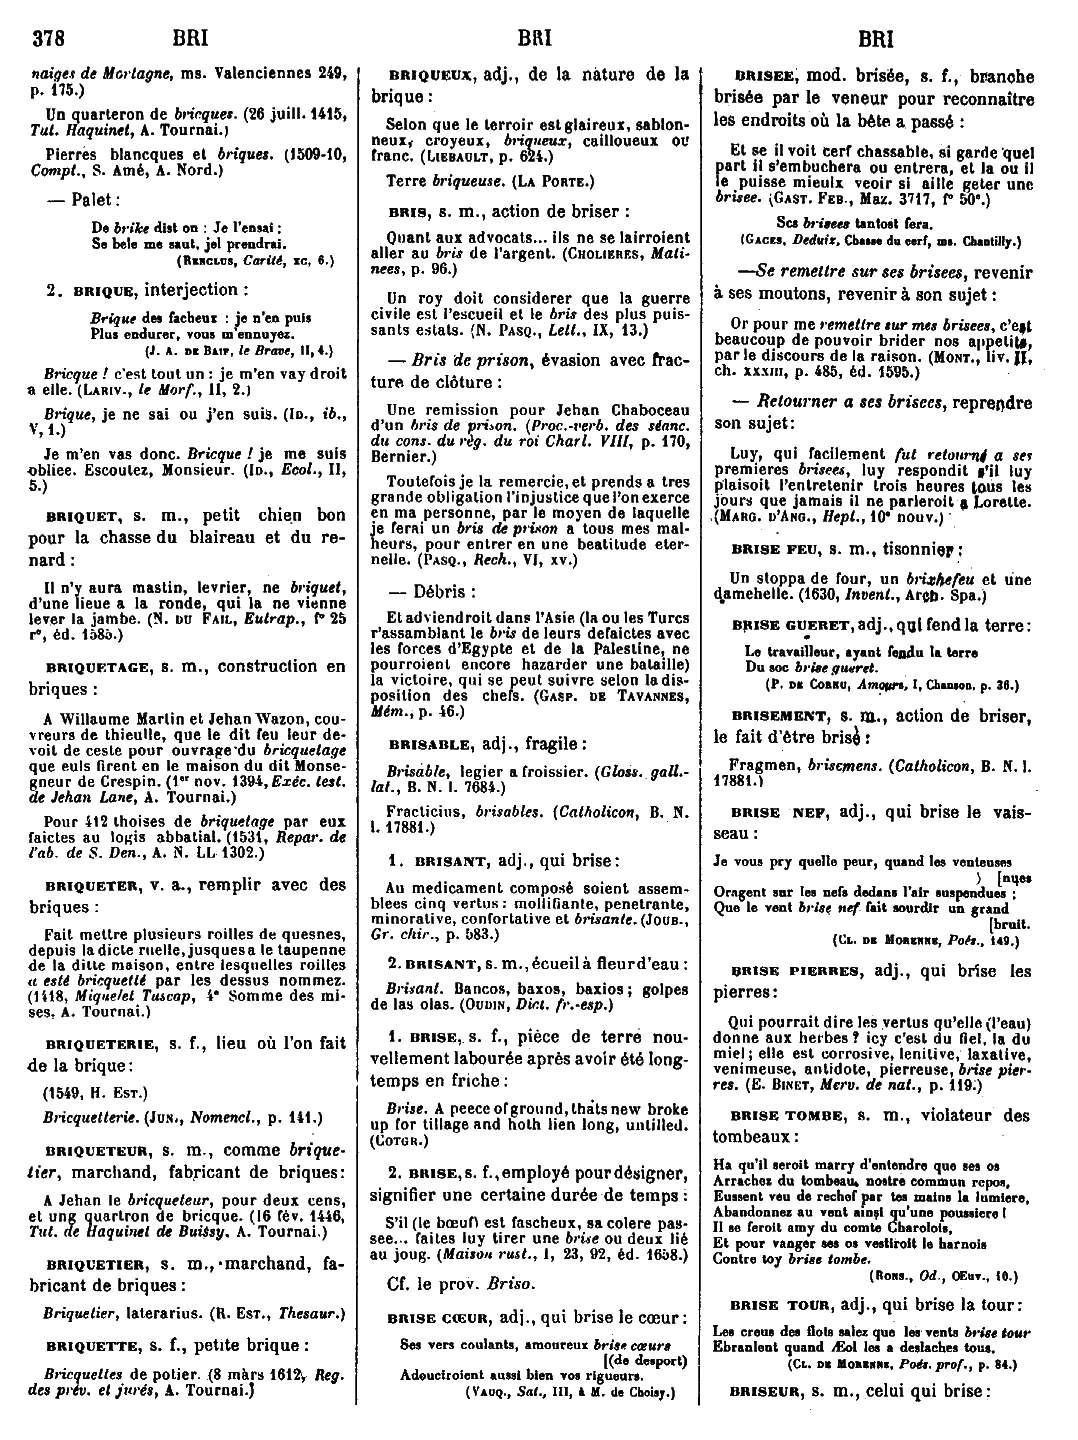 378 BRI BRI BRI
naiges de Mortagne, ms. Valenciennes 249,
p. 175.)
Un quarteron de bricques. (26 juill. 1415,
Tut. Haquinet, A. Tournai.)
Pierres blancques et briques. (1509-10,
Compt., S. Amé, A. Nord.)
— Palet :
De brike dist on : Je l'ensai ;
Se bele me saut, jel prendrai.
(RENCLUS, Carité, XC, 6.)
2. BRIQUE, interjection :
Brique des facheux : je n'en puis
Plus endurer, vous m'ennuyez.
(J. A. DE BAIF, le Brave, II, 4.)
Bricque ! c'est tout un : je m'en vay droit
a elle. (LARIV., le Morf., II, 2.)
Brique, je ne sai ou j'en suis. (ID., ib.,
V, 1.)
Je m'en vas donc. Bricque ! je me suis
obliee. Escoutez, Monsieur. (ID., Ecol., II,
5.)
BRIQUET, s. m., petit chien bon
pour la chasse du blaireau et du re-
nard :
Il n'y aura mastin, levrier, ne briquet,
d'une lieue a la ronde, qui la ne vienne
lever la jambe. (N. DU FAIL, Eutrap., f° 25
r°, éd. 1585.)
BRIQUETAGE, s. m., construction en
briques :
A Willaume Martin et Jehan Wazon, cou-
vreurs de thieulle, que le dit feu leur de-
voit de ceste pour ouvrage du bricquetage
que euls firent en le maison du dit Monse-
gneur de Crespin. (1er nov. 1394, Exéc. test.
de Jehan Lane, A. Tournai.)
Pour 412 thoises de briquetage par eux
faictes au logis abbatial. (1531, Repar. de
l'ab. de S. Den., A. N. LL 1302.)
BRIQUETER, v. a., remplir avec des
briques :
Fait mettre plusieurs roilles de quesnes,
depuis la dicte ruelle, jusques a le taupenne
de la ditte maison, entre lesquelles roilles
a esté bricquetté par les dessus nommez.
(1418, Miquelet Tuscap, 4e Somme des mi-
ses, A. Tournai.)
BRIQUETERIE, s. f., lieu où l'on fait
de la brique :
(1549, H. EST.)
Bricquetterie. (JUN., Nomencl., p. 141.)
BRIQUETEUR, s. m., comme brique-
tier, marchand, fabricant de briques :
A Jehan le bricqueteur, pour deux cens,
et ung quartron de bricque. (16 fév. 1446,
Tut. de Haquinet de Buissy, A. Tournai.)
BRIQUETIER, s. m., marchand, fa-
bricant de briques :
Briquetier, laterarius. (R. EST., Thesaur.)
BRIQUETTE, s. f., petite brique :
Bricquettes de potier. (8 màrs 1612, Reg.
des prév. et jurés, A. Tournai.)
BRIQUEUX, adj., de la nature de la
brique :
Selon que le terroir est glaireux, sablon-
neux, croyeux, briqueux, cailloueux ou
franc. (LIEBAULT, p. 624.)
Terre briqueuse. (LA PORTE.)
BRIS, s. m., action de briser :
Quant aux advocats... ils ne se lairroient
aller au bris de l'argent. (CHOLIERES, Mati-
nees, p. 96.)
Un roy doit considerer que la guerre
civile est l'escueil et le bris des plus puis-
sants estats. (N. PASQ., Lett., IX, 13.)
— Bris de prison, évasion avec frac-
ture de clôture :
Une remission pour Jehan Chaboceau
d'un bris de prison. (Proc.-verb. des séanc.
du cons. du règ. du roi Charl. VIII, p. 170,
Bernier.)
Toutefois je la remercie, et prends a tres
grande obligation l'injustice que l'on exerce
en ma personne, par le moyen de laquelle
je ferai un bris de prison a tous mes mal-
heurs, pour entrer en une beatitude eter-
nelle. (PASQ., Rech., VI, XV.)
— Débris :
Et adviendroit dans l'Asie (la ou les Turcs
r'assamblant le bris de leurs defaictes avec
les forces d'Egypte et de la Palestine, ne
pourroient encore hazarder une bataille)
la victoire, qui se peut suivre selon la dis-
position des chefs. (GASP. DE TAVANNES,
Mém., p. 46.)
BRISABLE, adj., fragile :
Brisable, legier a froissier. (Gloss. gall.-
lat., B. N. l. 7684.)
Fracticius, brisables. (Catholicon, B. N.
l. 17881.)
1. BRISANT, adj., qui brise :
Au medicament composé soient assem-
blees cinq vertus : mollifiante, penetrante,
minorative, confortative et brisante. (JOUB.,
Gr. chir., p. 583.)
2. BRISANT, s. m., écueil à fleur d'eau :
Brisant. Bancos, baxos, baxios ; golpes
de las olas. (OUDIN, Dict. fr.-esp.)
1. BRISE, s. f., pièce de terre nou-
vellement labourée après avoir été long-
temps en friche :
Brise. A peece of ground, thats new broke
up for tillage and hoth lien long, untilled.
(COTGR.)
2. BRISE, s. f., employé pour désigner,
signifier une certaine durée de temps :
S'il (le bœuf) est fascheux, sa colere pas-
see... faites luy tirer une brise ou deux lié
au joug. (Maison rust., I, 23, 92, éd. 1658.)
Cf. le prov. Briso.
BRISE CŒUR, adj., qui brise le cœur :
Ses vers coulants, amoureux brise cœurs
[(de desport)
Adouciroient aussi bien vos rigueurs.
(VAUQ., Sat., III, à M. de Choisy.)
BRISEE, mod. brisée, s. f., branche
brisée par le veneur pour reconnaître
les endroits où la bête a passé :
Et se il voit cerf chassable, si garde quel
part il s'embuchera ou entrera, et la ou il
le puisse mieulx veoir si aille geter une
brisee. (GAST. FEB., Maz. 3717, f° 50e.)
Ses brisees tantost fera.
(GACES, Deduiz, Chasse du cerf, ms. Chantilly.)
—Se remettre sur ses brisees, revenir
à ses moutons, revenir à son sujet :
Or pour me remettre sur mes brisees, c'est
beaucoup de pouvoir brider nos appetits,
par le discours de la raison. (MONT., liv. II,
ch. XXXIII, p. 485, éd. 1595.)
— Retourner a ses brisees, reprendre
son sujet :
Luy, qui facilement fut retourné a ses
premieres brisees, luy respondit s'il luy
plaisoit l'entretenir trois heures tous les
jours que jamais il ne parleroit a Lorette.
(MARG. D'ANG., Hept., 10e nouv.)
BRISE FEU, s. m., tisonnier :
Un stoppa de four, un brixhefeu et une
damehelle. (1630, Invent., Arch. Spa.)
BRISE GUERET, adj., qui fend la terre :
Le travailleur, ayant fendu la terre
Du soc brise gueret.
(P. DE CORNU, Amours, I, Chanson, p. 36.)
BRISEMENT, s. m., action de briser,
le fait d'être brisé :
Fragmen, brisemens. (Catholicon, B. N. l.
17881.)
BRISE NEF, adj., qui brise le vais-
seau :
Je vous pry quelle peur, quand les venteuses
) [nues
Oragent sur les nefs dedans l'air suspendues ;
Que le vent brise nef fait sourdir un grand
[bruit.
(CL. DE MORENNE, Poés., 149.)
BRISE PIERRES, adj., qui brise les
pierres :
Qui pourrait dire les vertus qu'elle (l'eau)
donne aux herbes ? icy c'est du fiel, la du
miel ; elle est corrosive, lenitive, laxative,
venimeuse, antidote, pierreuse, brise pier-
res. (E. BINET, Merv. de nat., p. 119.)
BRISE TOMBE, s. m., violateur des
tombeaux :
Ha qu'il seroit marry d'entendre que ses os
Arrachez du tombeau, nostre commun repos,
Eussent veu de rechef par tes mains la lumiere,
Abandonnez au vent ainsi qu'une poussiere !
Il se feroit amy du comte Charolois,
Et pour vanger ses os vestiroit le harnois
Contre toy brise tombe.
(RONS., Od., Œuv., 10.)
BRISE TOUR, adj., qui brise la tour :
Les creus des flots salez que les vents brise tour
Ebranlent quand Æol les a deslaches tous.
(CL. DE MORENNE, Poés. prof., p. 84.)
BRISEUR, s. m., celui qui brise :